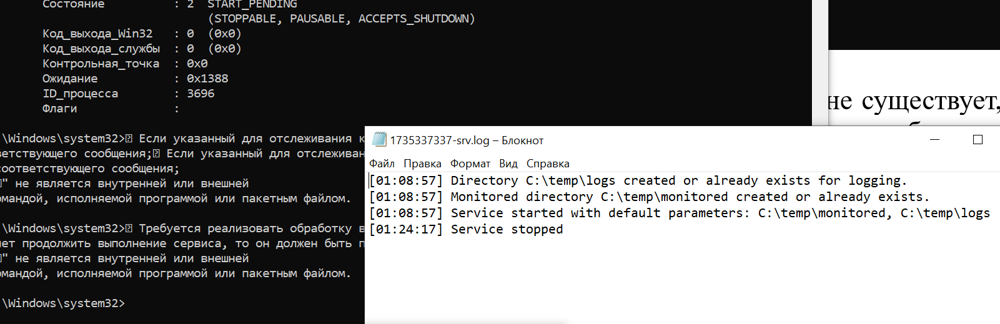 Состояние : 2 START_PENDING
(STOPPABLE, PAUSABLE, ACCEPTS_SHUTDOWN)
Код_выхода_Win32 : 0 (0x0)
Код_выхода_службы : 0 (0x0)
Контрольная_точка : 0x0
Ожидание : 0x1388
ID_процесса : 3696
Флаги :
:\Windows\system32> Если указанный для отслеживания к
ветствующего сообщения; Если указанный для отслеживан
соответствующего сообщения;
" не является внутренней или внешней
омандой, исполняемой программой или пакетным файлом.
:\Windows\system32> Требуется реализовать обработку в
жет продолжить выполнение сервиса, то он должен быть п
" не является внутренней или внешней
омандой, исполняемой программой или пакетным файлом.
:\Windows\system32>
не существует,
1735337337-srv.log – Блокнот
Файл Правка Формат Вид Справка
[01:08:57] Directory C:\temp\logs created or already exists for logging.
[01:08:57] Monitored directory C:\temp\monitored created or already exists.
[01:08:57] Service started with default parameters: C:\temp\monitored, C:\temp\logs
[01:24:17] Service stopped